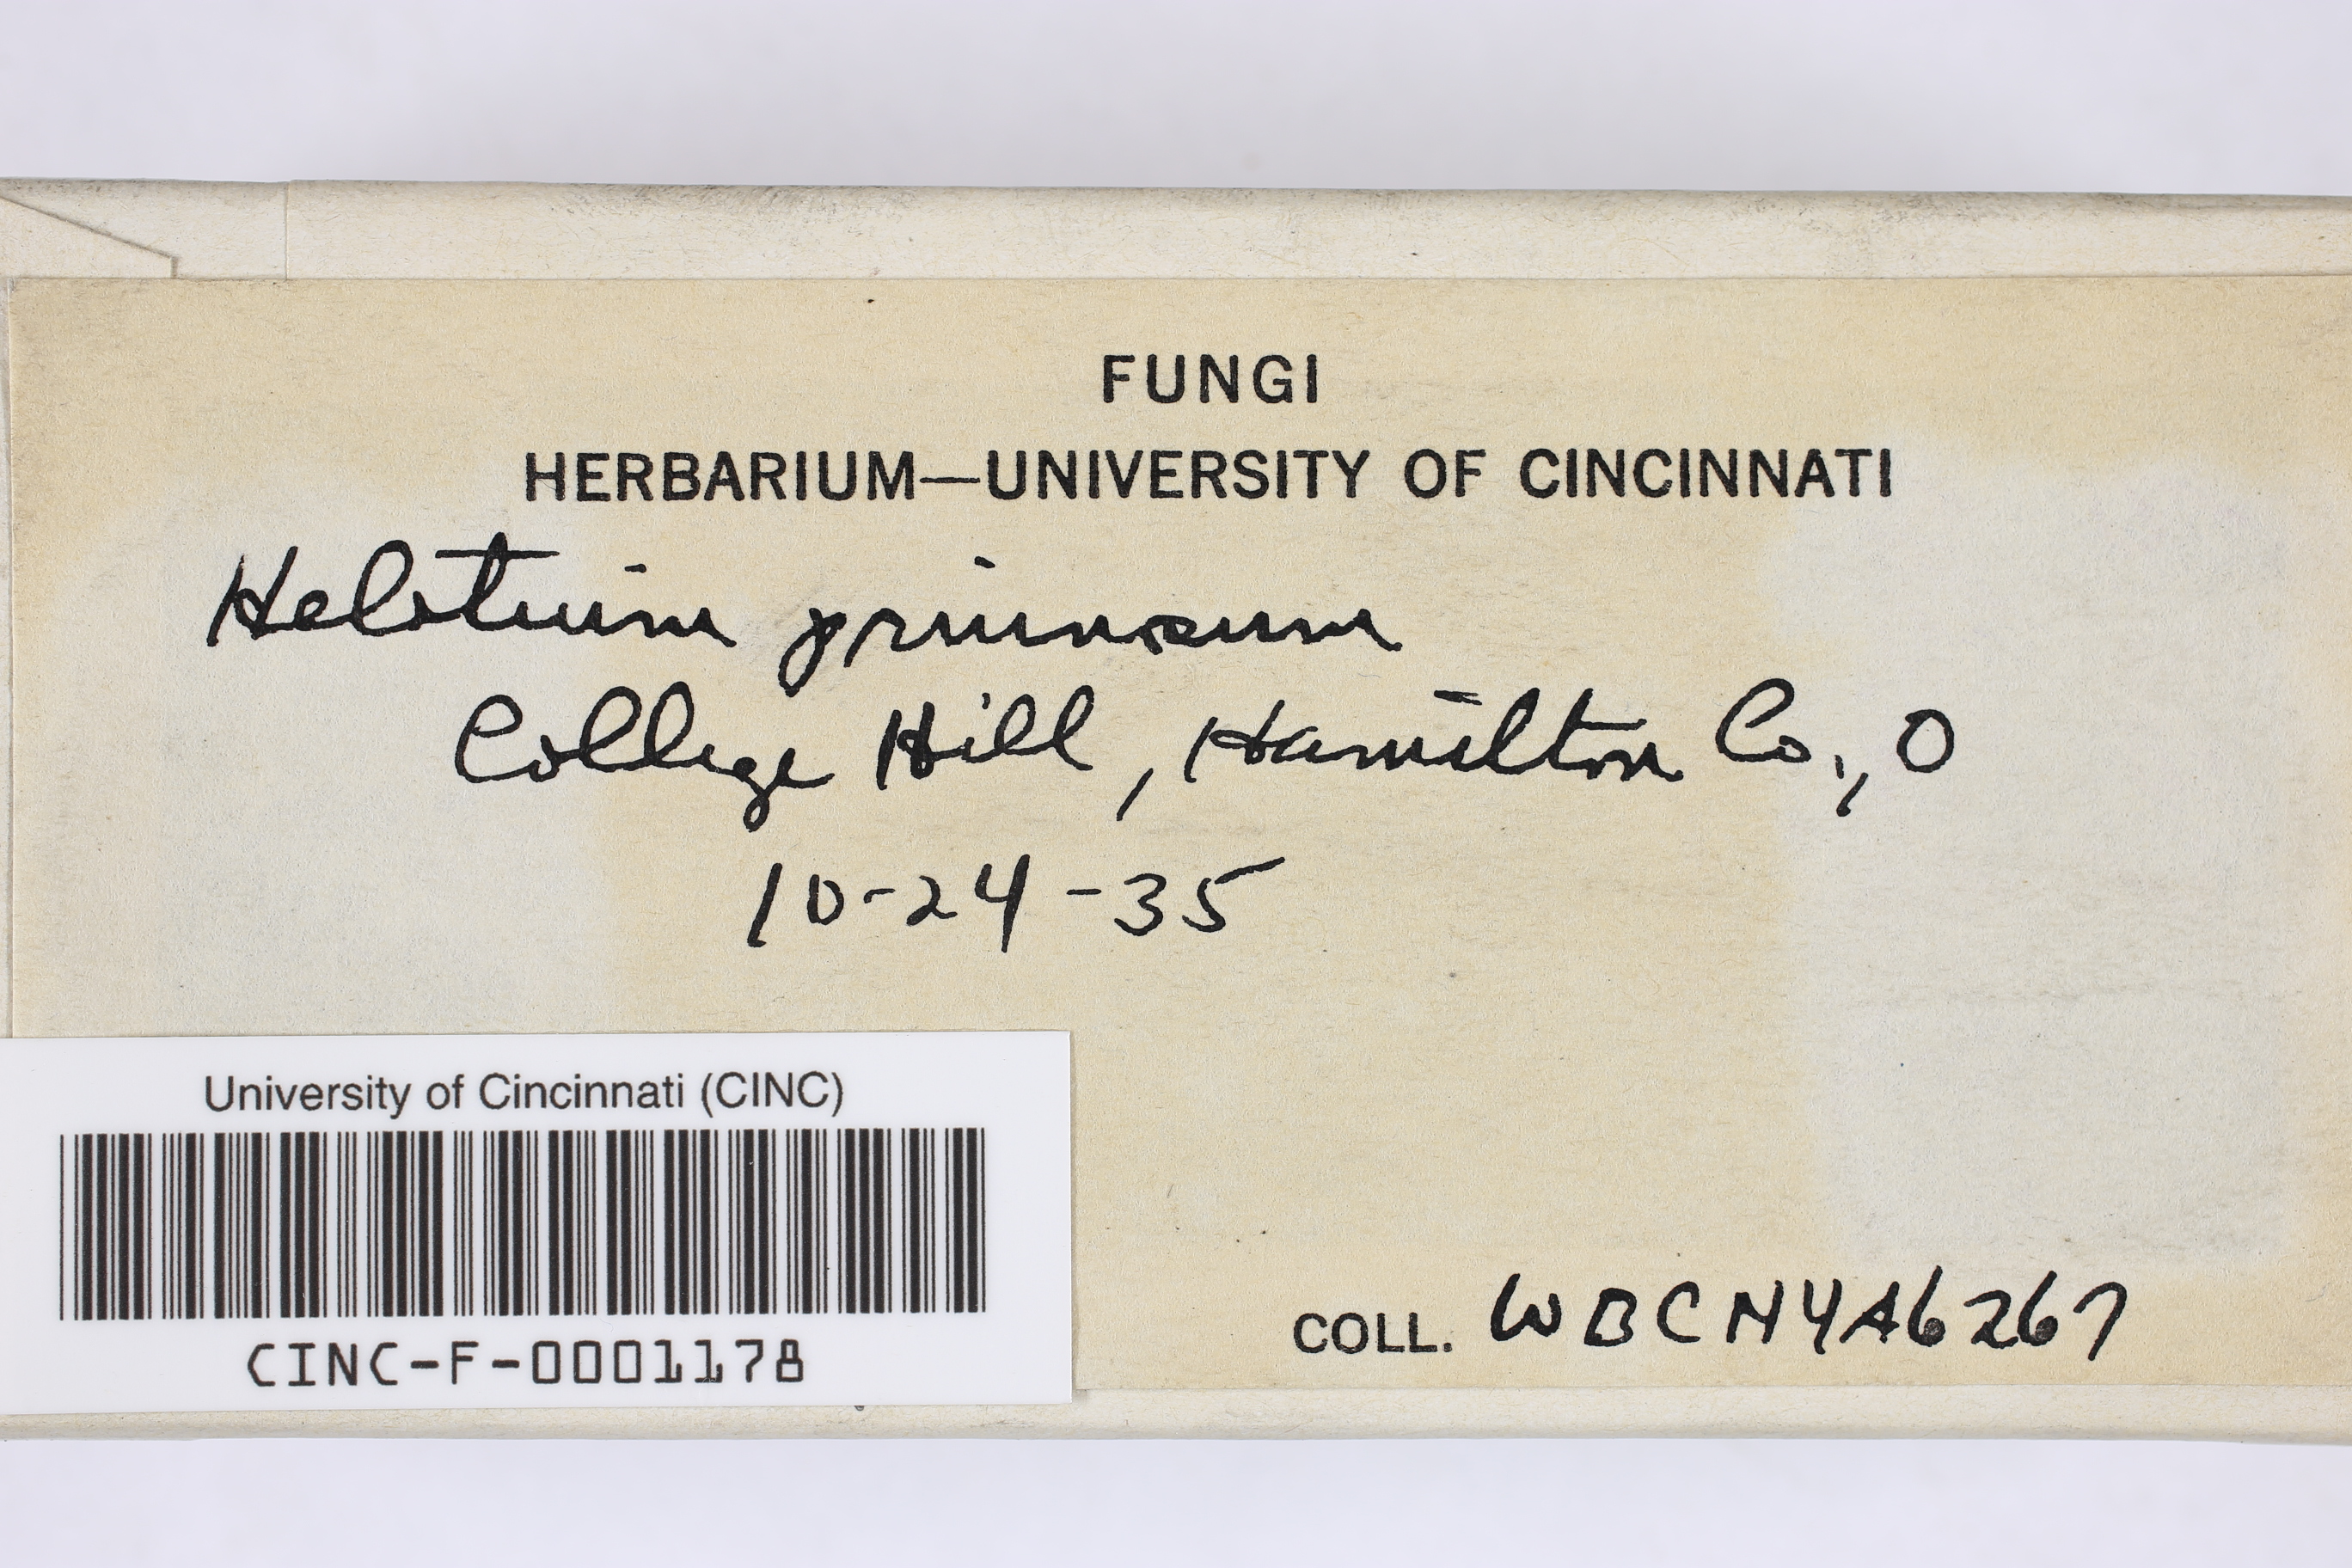 FUNGI
HERBARIUM—UNIVERSITY OF CINCINNATI
Helotium pruinosum
College Hill, Hamilton Co., O
10-24-35
University of Cincinnati (CINC)
CINC-F-0001178
COLL. WBCNYA6267